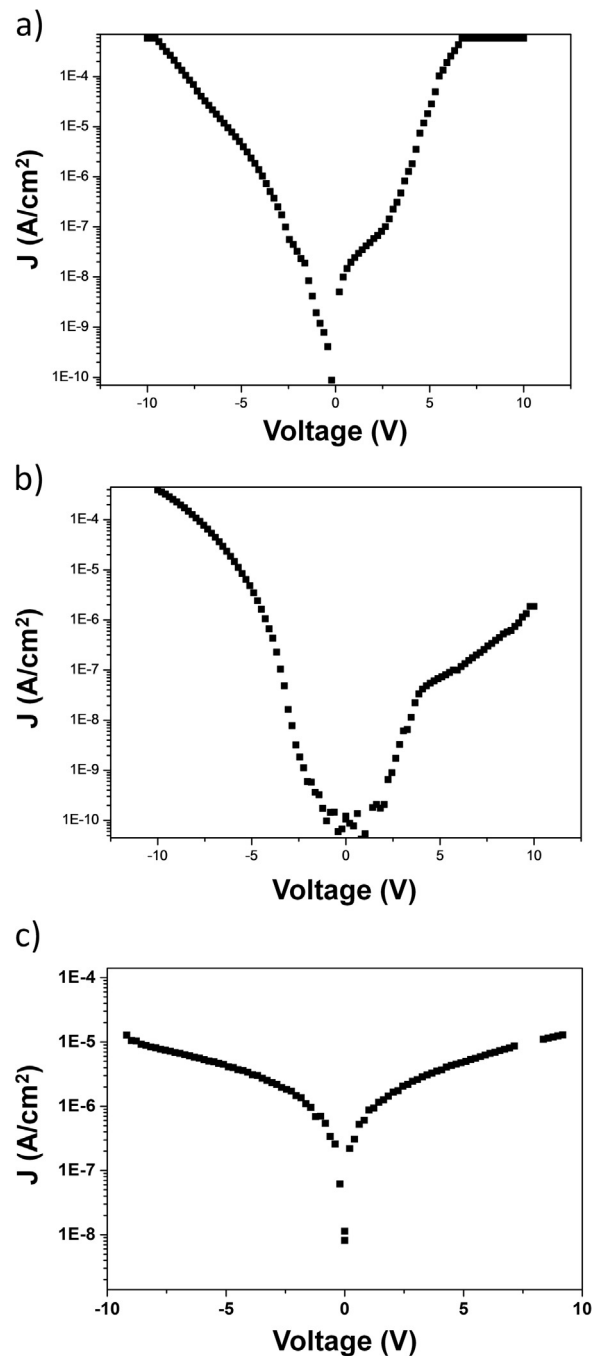 a)
1E-4
1E-5
1E-6
1E-7
1E-8
1E-9
1E-10
J (A/cm²)
-10 -5 0 5 10
Voltage (V)
b)
1E-4
1E-5
1E-6
1E-7
1E-8
1E-9
1E-10
J (A/cm²)
-10 -5 0 5 10
Voltage (V)
c)
1E-4
1E-5
1E-6
1E-7
1E-8
J (A/cm²)
-10 -5 0 5 10
Voltage (V)